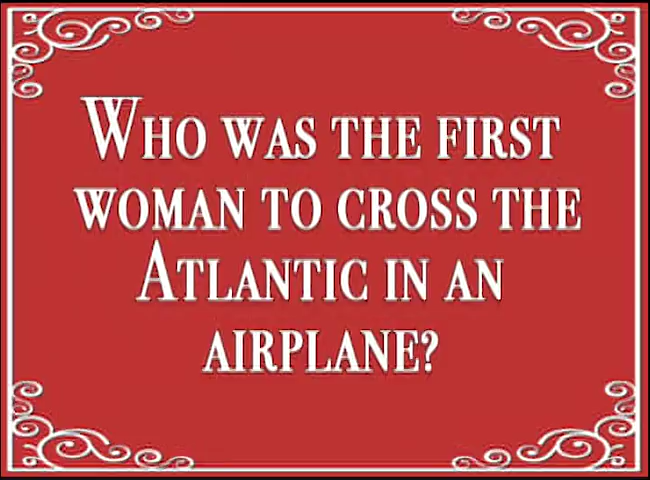 Who was the first
woman to cross the
Atlantic in an
airplane?